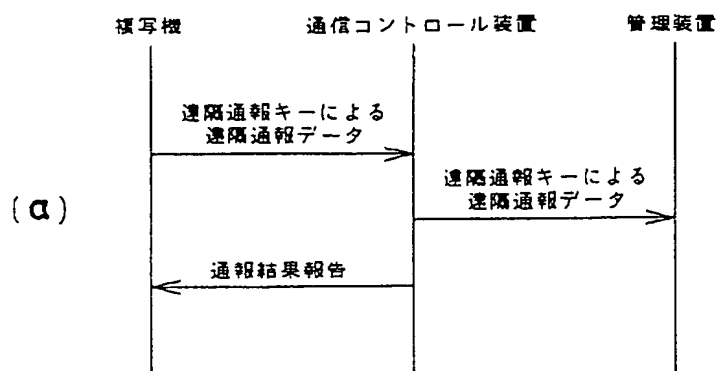 複写機
通信コントロール装置
管理装置
遠隔通報キーによる
遠隔通報データ
遠隔通報キーによる
遠隔通報データ
(a)
通報結果報告